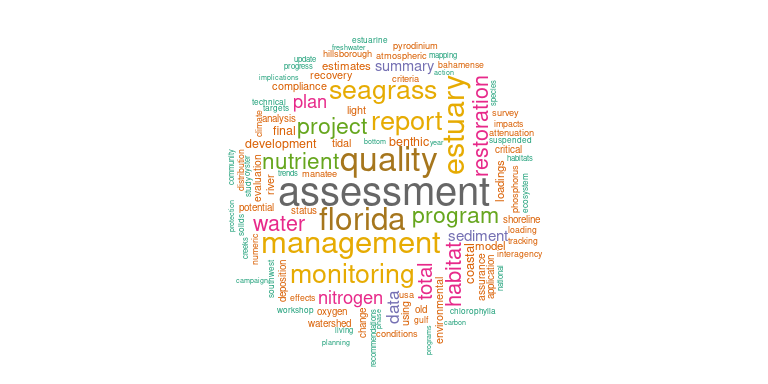 estuarine
pyrodinium
freshwater
hillsborough
atmospheric
mapping
update
progress
estimates
summary
bahamense
action
implications
recovery
criteria
compliance
seagrass
estuary
restoration
species
technical
targets
plan
light
report
survey
impacts
climate
analysis
final
project
attenuation
suspended
development
tidal
bottom
benthic
year
critical
habitats
community
distribution
study
oyster
evaluation
nutrient
quality
loadings
phosphorus
ecosystem
trends
manatee
river
assessment
protection
solids
potential
status
florida
program
shoreline
water
loading
creeks
numeric
management
sediment
model
tracking
interagency
habitat
coastal
southwest
deposition
monitoring
total
environmental
assurance
application
national
campaign
effects
nitrogen
data
usa
using
old
gulf
workshop
oxygen
change
phase
chlorophylla
carbon
watershed
living
conditions
programs
planning
recommendations